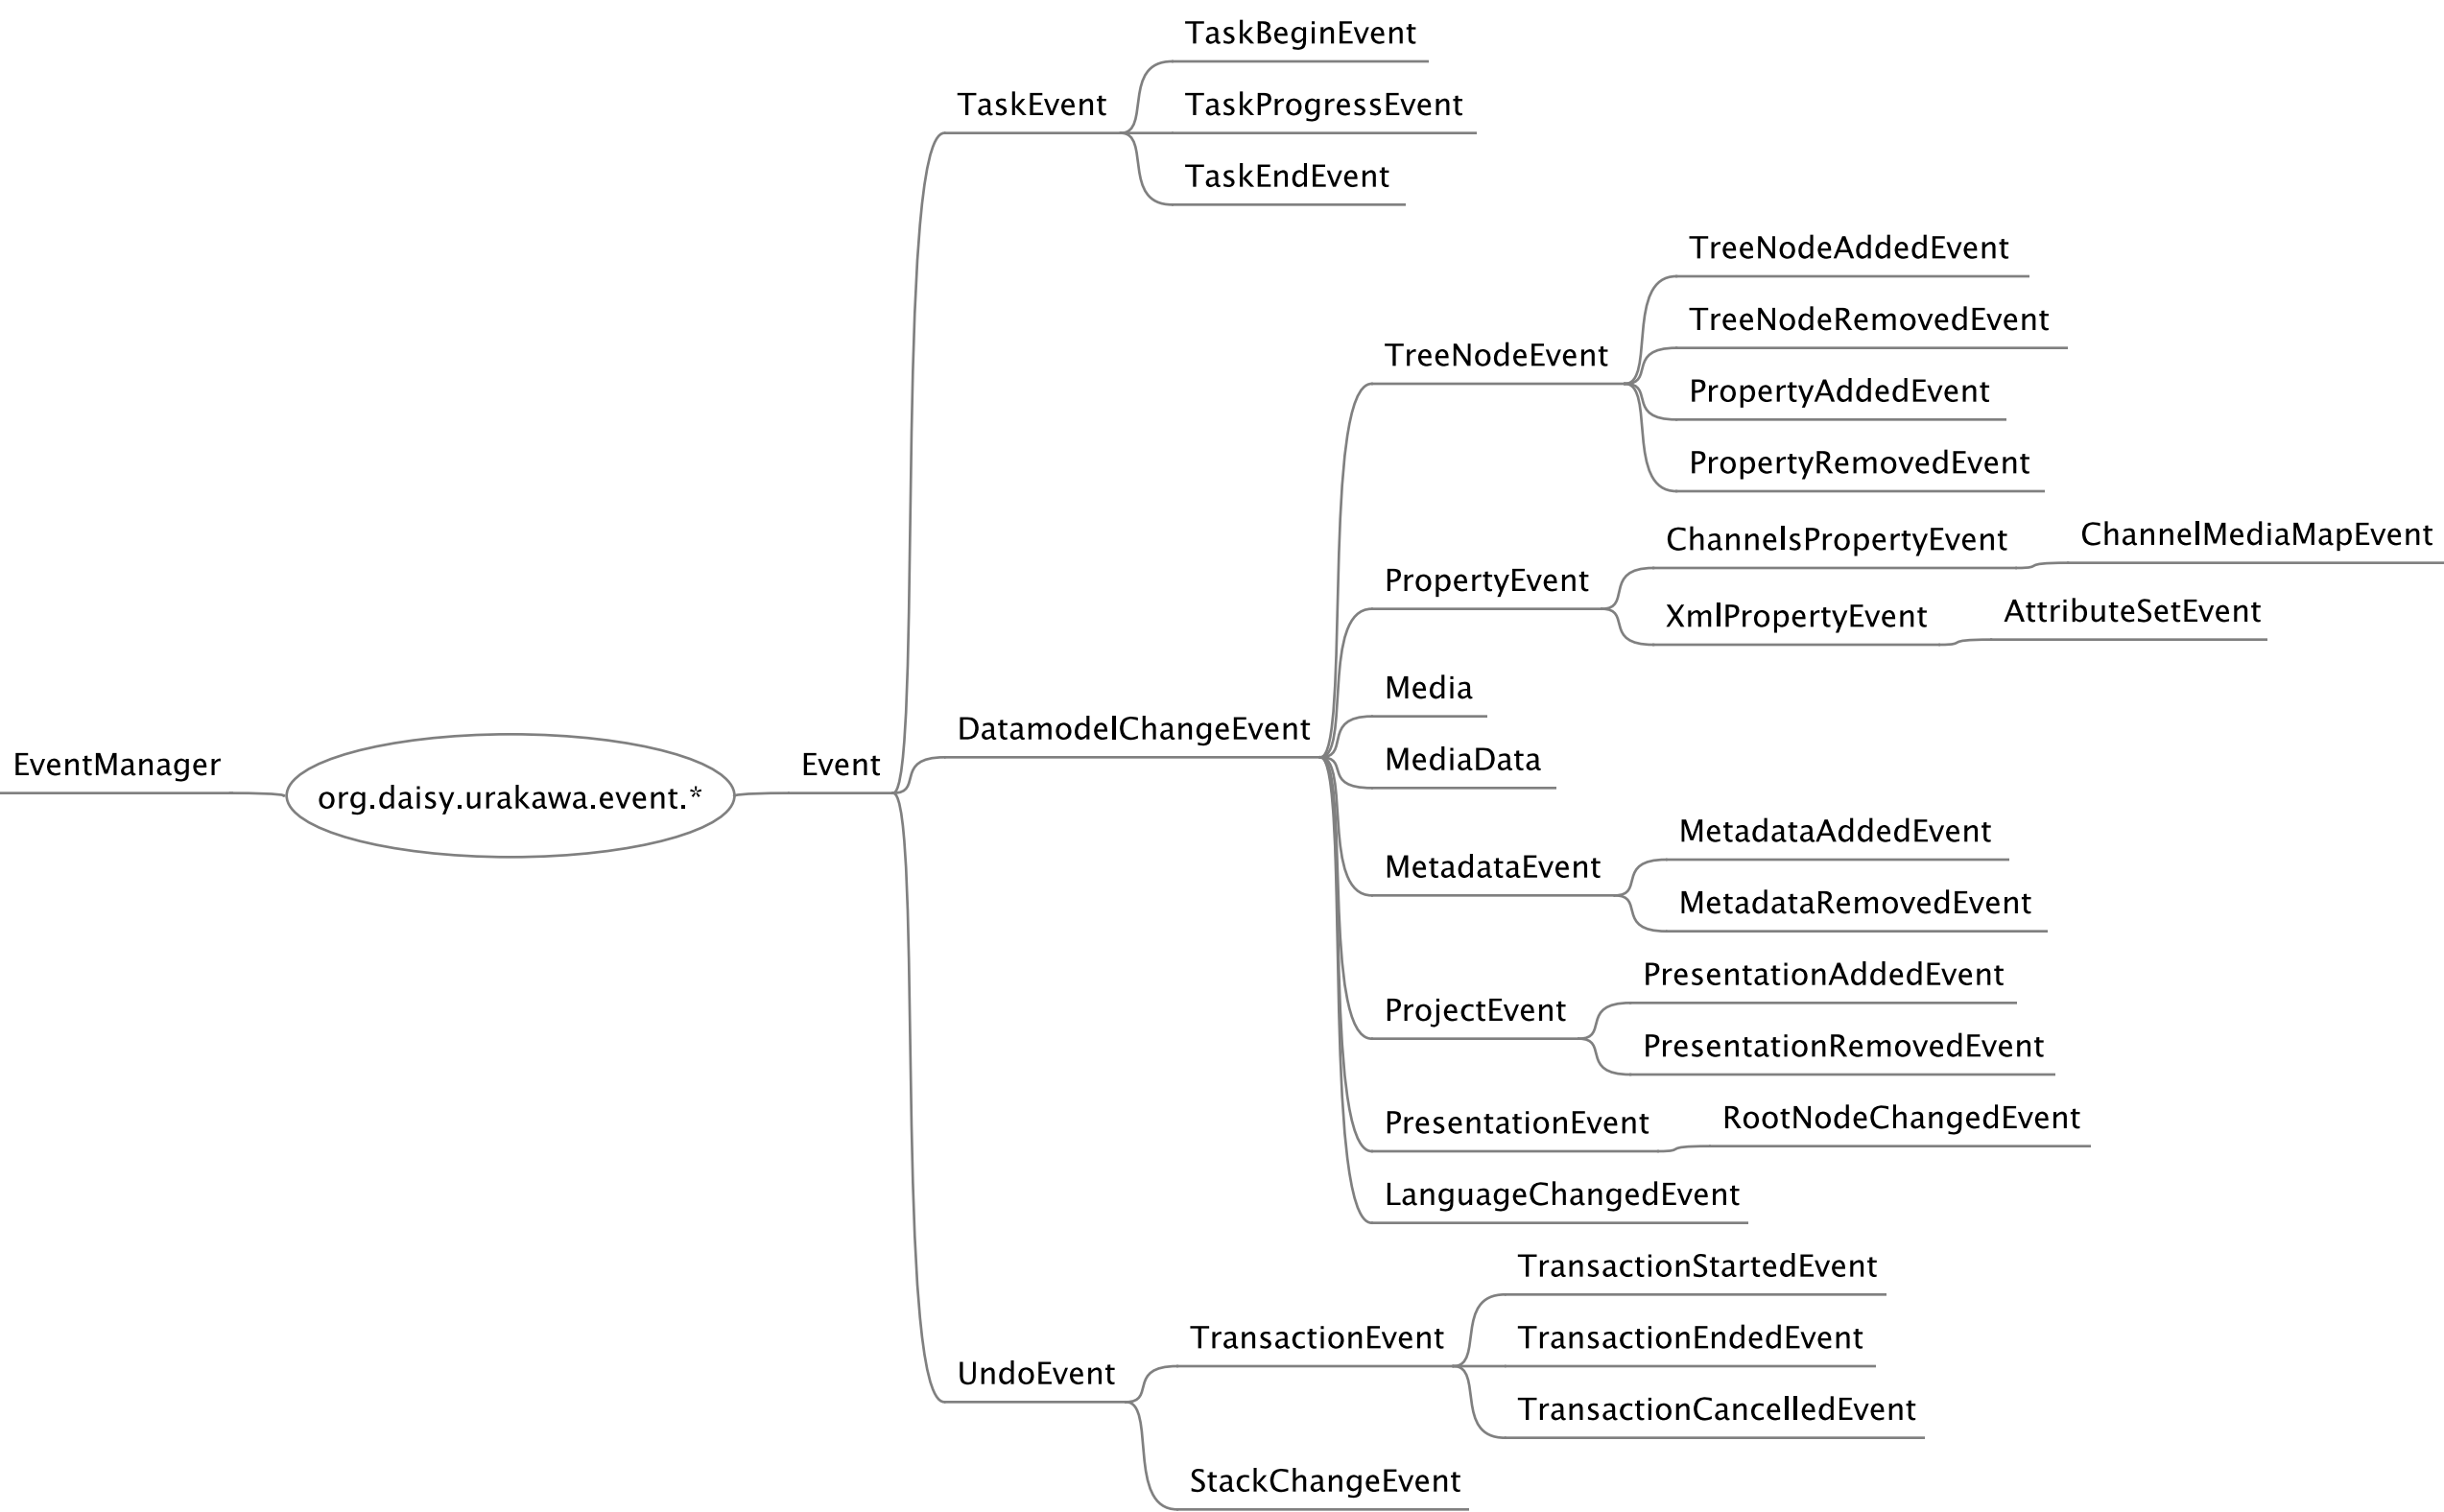 TaskBeginEvent
TaskEvent
TaskProgressEvent
TaskEndEvent
TreeNodeAddedEvent
TreeNodeRemovedEvent
TreeNodeEvent
PropertyAddedEvent
PropertyRemovedEvent
ChannelsPropertyEvent
ChannelMediaMapEvent
PropertyEvent
XmlPropertyEvent
AttributeSetEvent
Media
DatamodelChangeEvent
MediaData
EventManager
org.daisy.urakawa.event.*
Event
MetadataAddedEvent
MetadataEvent
MetadataRemovedEvent
PresentationAddedEvent
ProjectEvent
PresentationRemovedEvent
PresentationEvent
RootNodeChangedEvent
LanguageChangedEvent
TransactionStartedEvent
TransactionEvent
TransactionEndedEvent
UndoEvent
TransactionCancelledEvent
StackChangeEvent